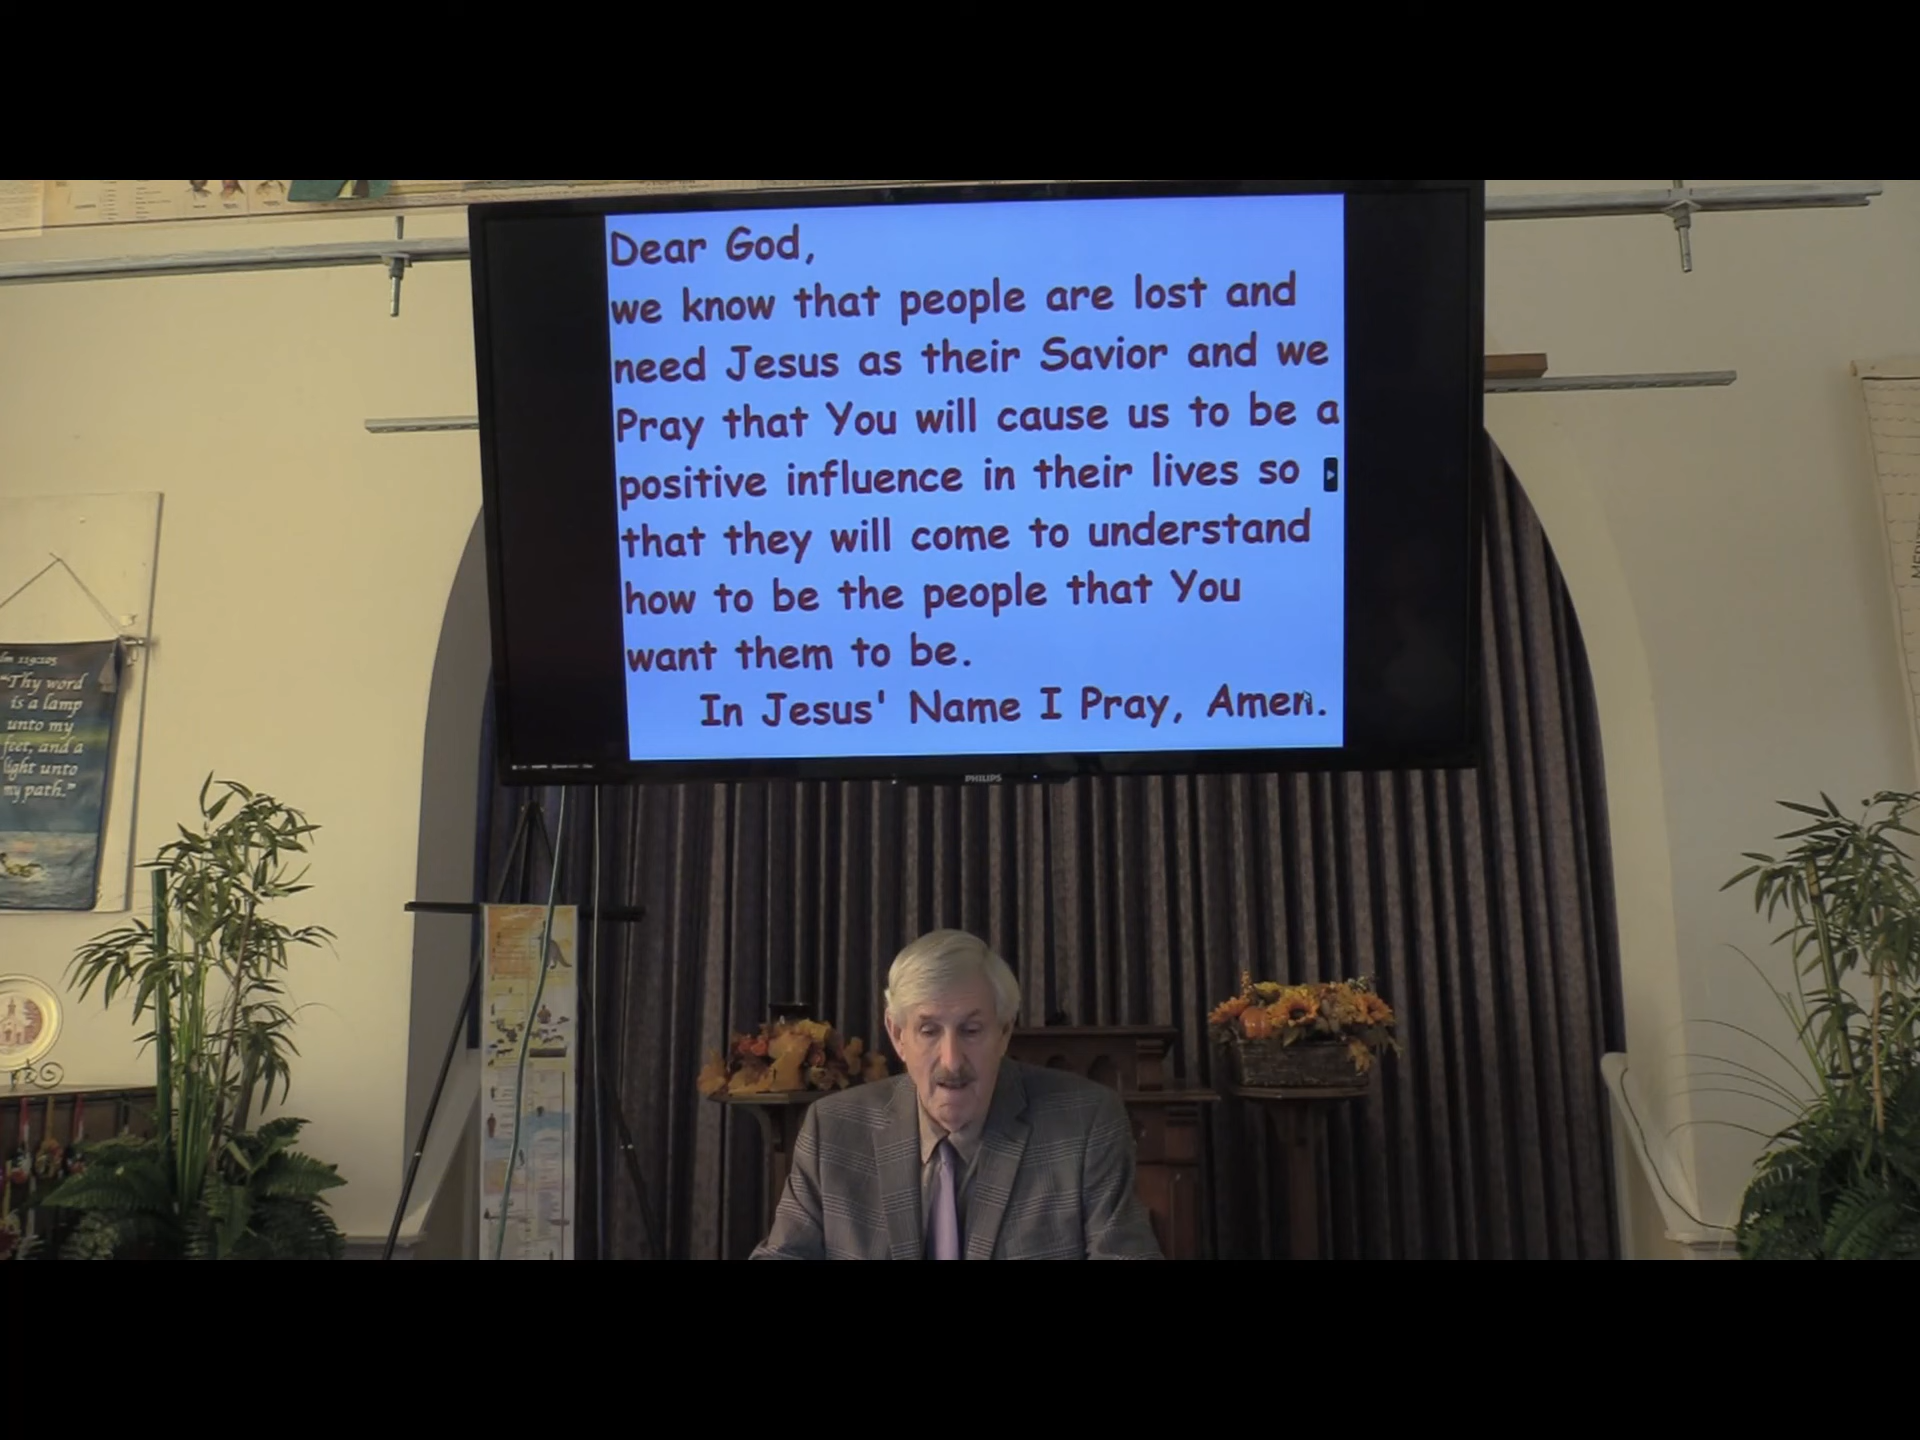 Dear God,
we know that people are lost and
need Jesus as their Savior and we
Pray that You will cause us to be a
positive influence in their lives so
that they will come to understand
how to be the people that You
want them to be.
In Jesus' Name I Pray, Amen.
PHILIPS
119:105
"Thy word
is a lamp
unto my
feet, and a
light unto
my path."